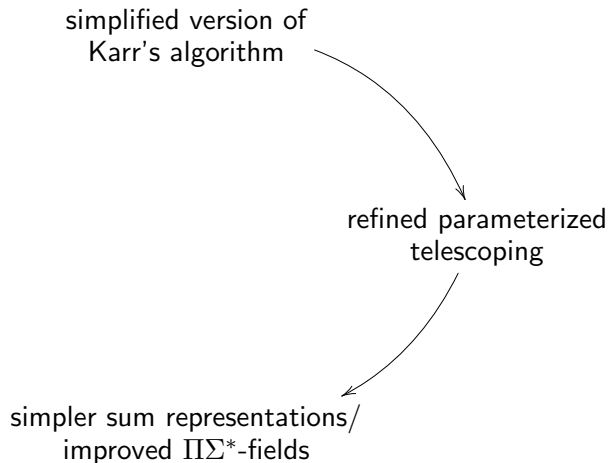 simplified version of
Karr's algorithm
refined parameterized
telescoping
simpler sum representations/
improved ΠΣ*-fields